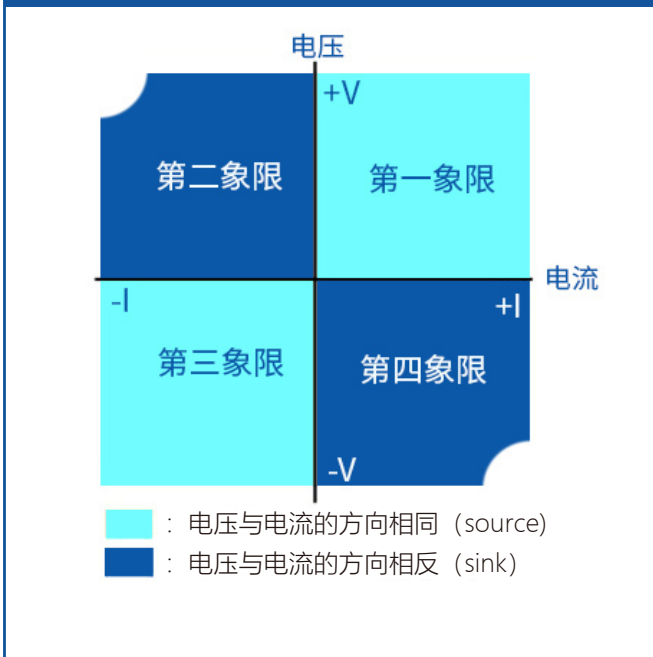 电压
+V
第二象限
第一象限
电流
-I
+I
第三象限
第四象限
-V
：电压与电流的方向相同（source)
：电压与电流的方向相反（sink）